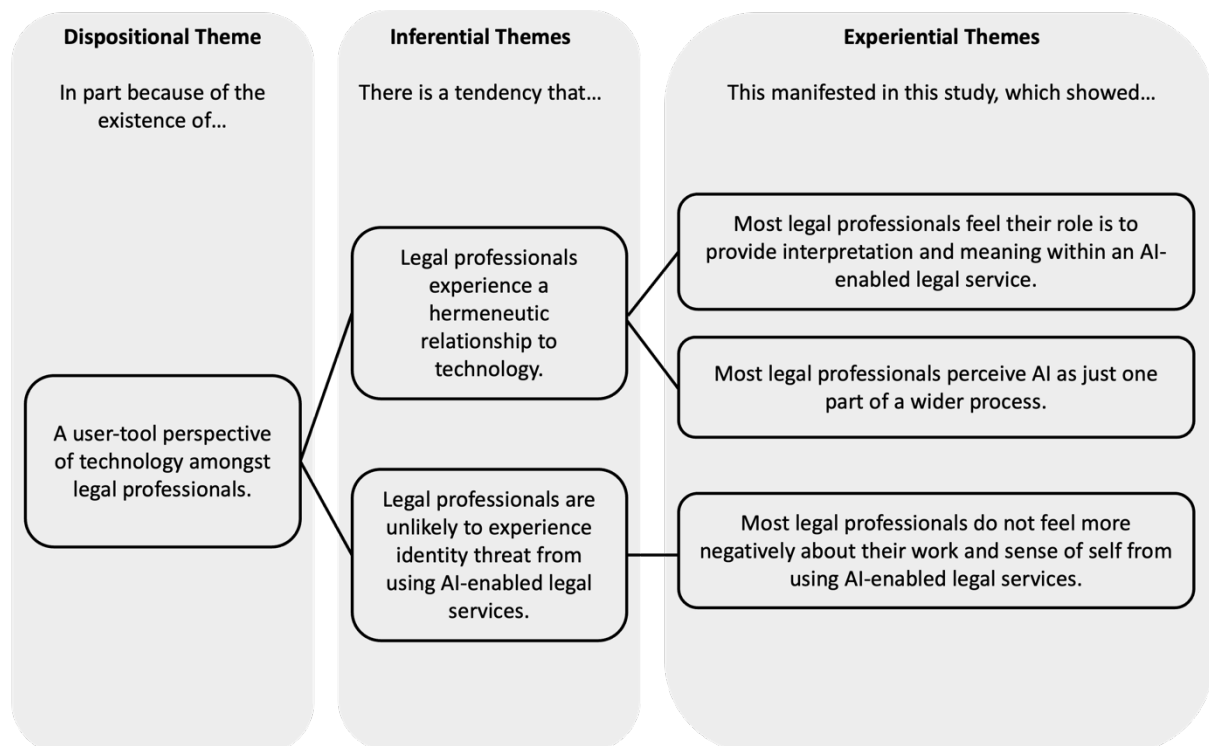 Dispositional Theme
In part because of the
existence of…
A user-tool perspective
of technology amongst
legal professionals.
Inferential Themes
There is a tendency that…
Legal professionals
experience a
hermeneutic
relationship to
technology.
Legal professionals are
unlikely to experience
identity threat from
using AI-enabled legal
services.
Experiential Themes
This manifested in this study, which showed…
Most legal professionals feel their role is to
provide interpretation and meaning within an AI-
enabled legal service.
Most legal professionals perceive AI as just one
part of a wider process.
Most legal professionals do not feel more
negatively about their work and sense of self from
using AI-enabled legal services.